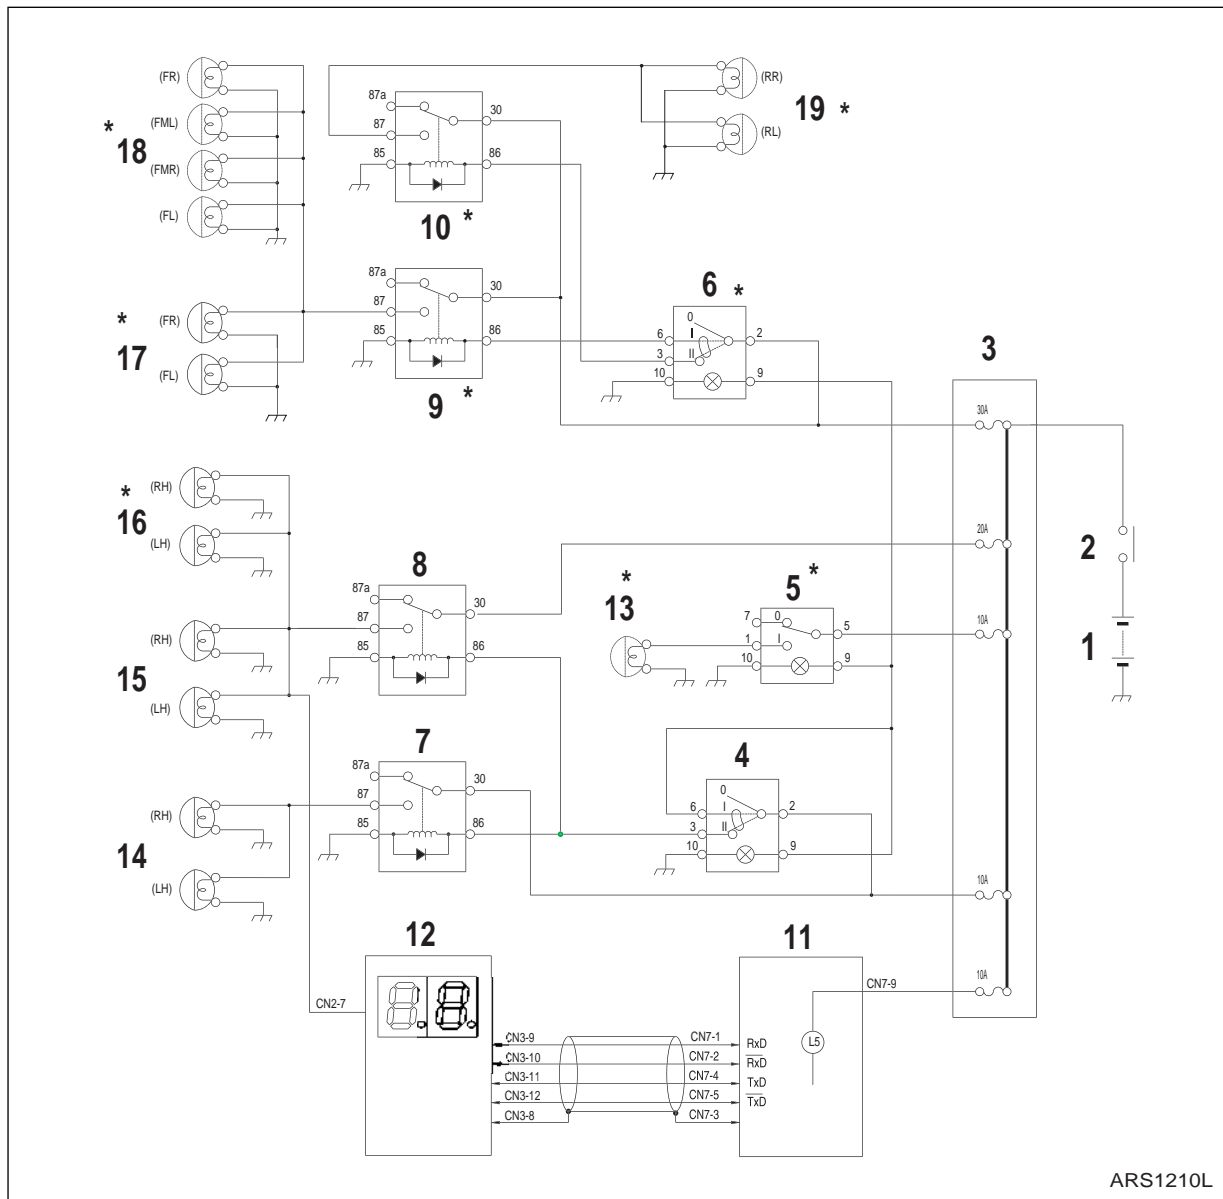 (FR)
(FML)
(FMR)
(FL)
* 18
87a
87
85
30
86
10 *
(RR)
(RL)
19 *
(FR)
(FL)
* 17
87a
87
85
30
86
9 *
6 *
0
I
II
6
3
10
2
9
3
30A
20A
10A
10A
10A
2
1
(RH)
(LH)
* 16
8
87a
87
85
30
86
(RH)
(LH)
15
* 13
5 *
7
0
1
I
10
5
9
7
87a
87
85
30
86
(RH)
(LH)
14
4
0
I
II
6
3
10
2
9
12
CN2-7
8.8.
11
CN7-9
L5
CN3-9
CN7-1
RxD
CN3-10
CN7-2
RxD
CN3-11
CN7-4
TxD
CN3-12
CN7-5
TxD
CN3-8
CN7-3
ARS1210L